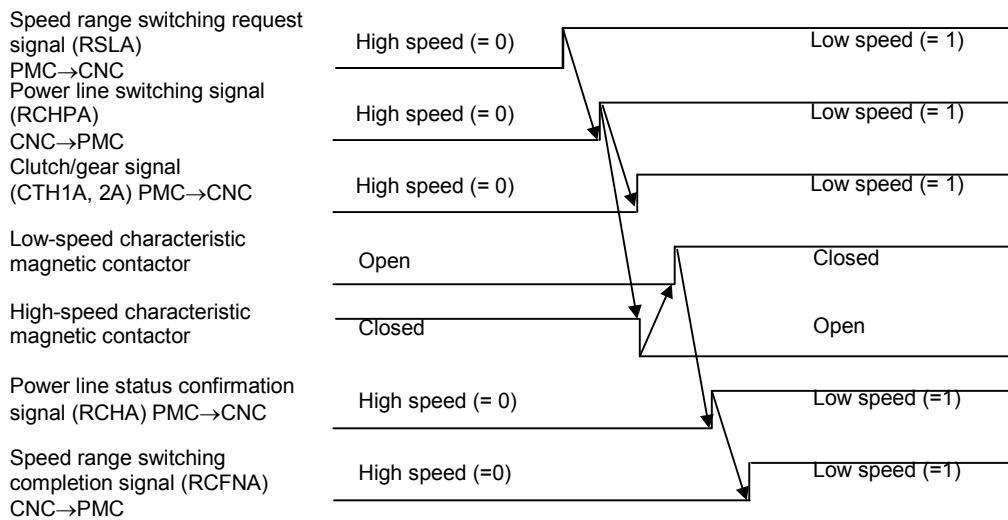 Speed range switching request
signal (RSLA)
PMC→CNC
High speed (= 0)
Low speed (= 1)
Power line switching signal
(RCHPA)
CNC→PMC
High speed (= 0)
Low speed (= 1)
Clutch/gear signal
(CTH1A, 2A) PMC→CNC
High speed (= 0)
Low speed (= 1)
Low-speed characteristic
magnetic contactor
Open
Closed
High-speed characteristic
magnetic contactor
Closed
Open
Power line status confirmation
signal (RCHA) PMC→CNC
High speed (= 0)
Low speed (=1)
Speed range switching
completion signal (RCFNA)
CNC→PMC
High speed (=0)
Low speed (=1)